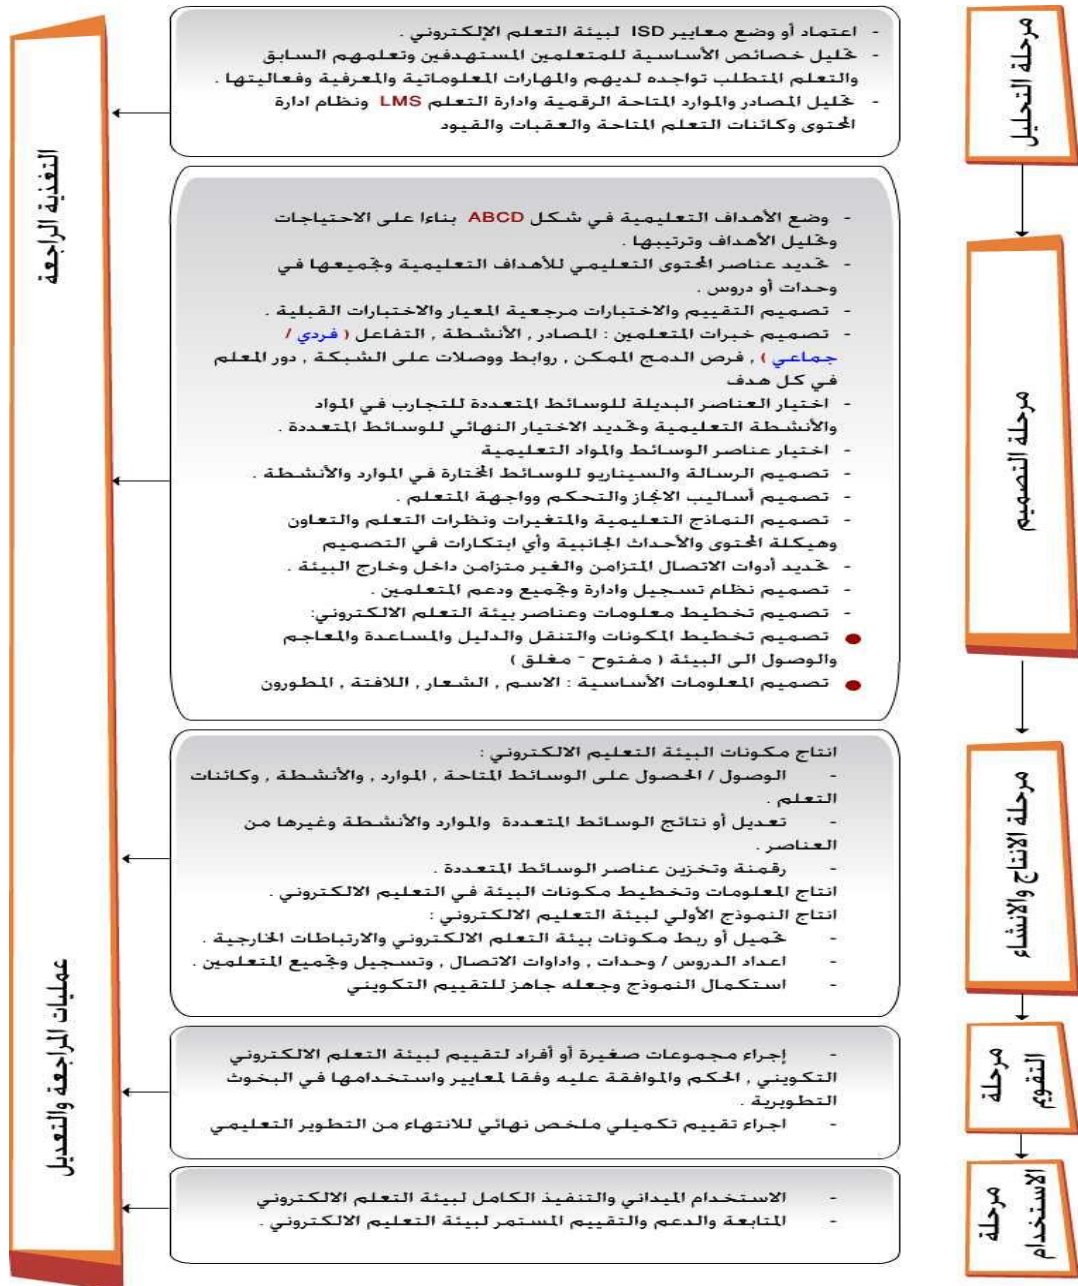 مرحلة التحليل
- اعتماد أو وضع معايير ISD لبيئة التعلم الإلكتروني .
- تحليل خصائص الأساسية للمتعلمين المستهدفين وتعلمهم السابق
والتعلم المتطلب تواجده لديهم والمهارات المعلوماتية والمعرفية وفعاليتها .
- تحليل المصادر والموارد المتاحة الرقمية وادارة التعلم LMS ونظام ادارة
المحتوى وكائنات التعلم المتاحة والعقبات والقيود
مرحلة التصميم
- وضع الأهداف التعليمية في شكل ABCD بناءا على الاحتياجات
وتحليل الأهداف وترتيبها .
- تحديد عناصر المحتوى التعليمي للأهداف التعليمية وتجميعها في
وحدات أو دروس .
- تصميم التقييم والاختبارات مرجعية المعيار والاختبارات القبلية .
- تصميم خبرات المتعلمين : المصادر , الأنشطة , التفاعل ( فردي /
جماعي ) , فرص الدمج الممكن , روابط ووصلات على الشبكة , دور المعلم
في كل هدف
- اختيار العناصر البديلة للوسائط المتعددة للتجارب في المواد
والأنشطة التعليمية وتحديد الاختيار النهائي للوسائط المتعددة .
- اختيار عناصر الوسائط والمواد التعليمية
- تصميم الرسالة والسيناريو للوسائط المختارة في الموارد والأنشطة .
- تصميم أساليب الانجاز والتحكم وواجهة المتعلم .
- تصميم النماذج التعليمية والمتغيرات ونظرات التعلم والتعاون
وهيكلة المحتوى والأحداث الجانبية وأي ابتكارات في التصميم
- تحديد أدوات الاتصال المتزامن والغير متزامن داخل وخارج البيئة .
- تصميم نظام تسجيل وادارة وتجميع ودعم المتعلمين .
- تصميم تخطيط معلومات وعناصر بيئة التعلم الالكتروني:
● تصميم تخطيط المكونات والتنقل والدليل والمساعدة والمعاجم
والوصول الى البيئة ( مفتوح - مغلق )
● تصميم المعلومات الأساسية : الاسم , الشعار , اللافتة , المطورون
مرحلة الانتاج والانشاء
انتاج مكونات البيئة التعليم الالكتروني :
- الوصول / الحصول على الوسائط المتاحة , الموارد , والأنشطة , وكائنات
التعلم .
- تعديل أو نتائج الوسائط المتعددة والموارد والأنشطة وغيرها من
العناصر .
- رقمنة وتخزين عناصر الوسائط المتعددة .
انتاج المعلومات وتخطيط مكونات البيئة في التعليم الالكتروني .
انتاج النموذج الأولي لبيئة التعليم الالكتروني :
- تحميل أو ربط مكونات بيئة التعلم الالكتروني والارتباطات الخارجية .
- اعداد الدروس / وحدات , واداوات الاتصال , وتسجيل وتجميع المتعلمين .
- استكمال النموذج وجعله جاهز للتقييم التكويني
مرحلة
التقويم
- إجراء مجموعات صغيرة أو أفراد لتقييم لبيئة التعلم الالكتروني
التكويني , الحكم والموافقة عليه وفقا لمعايير واستخدامها في البخوث
التطويرية .
- اجراء تقييم تكميلي ملخص نهائي للانتهاء من التطوير التعليمي
مرحلة
الاستخدام
- الاستخدام الميداني والتنفيذ الكامل لبيئة التعلم الالكتروني
- المتابعة والدعم والتقييم المستمر لبيئة التعليم الالكتروني .
التغذية الراجعة
عمليات المراجعة والتعديل